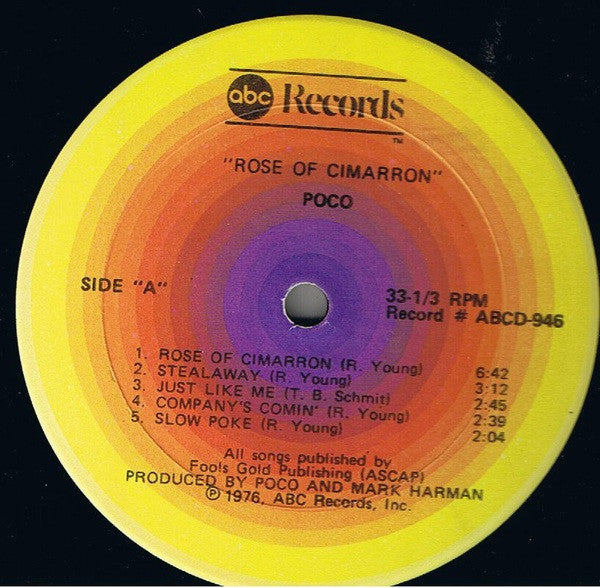 abc Records
TM
"ROSE OF CIMARRON"
POCO
SIDE "A"
33-1/3 RPM
Record # ABCD-946
1. ROSE OF CIMARRON (R. Young) 6:42
2. STEALAWAY (R. Young) 3:12
3. JUST LIKE ME (T. B. Schmit) 2:45
4. COMPANY'S COMIN' (R. Young) 2:39
5. SLOW POKE (R. Young) 2:04
All songs published by
Fools Gold Publishing (ASCAP)
PRODUCED BY POCO AND MARK HARMAN
℗ 1976, ABC Records, Inc.